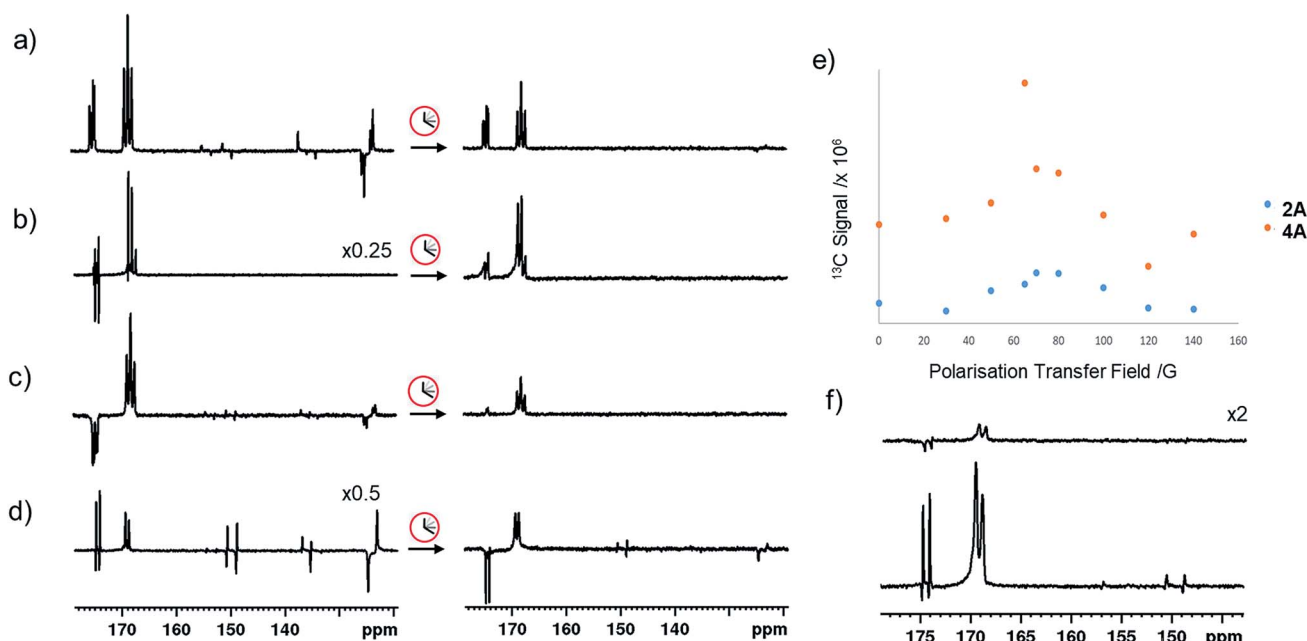 a)
b)
x0.25
c)
d)
x0.5
170 160 150 140 ppm
170 160 150 140 ppm
e)
¹³C Signal /x 10⁶
2A
4A
0 20 40 60 80 100 120 140 160
Polarisation Transfer Field /G
f)
x2
175 170 165 160 155 150 145 ppm